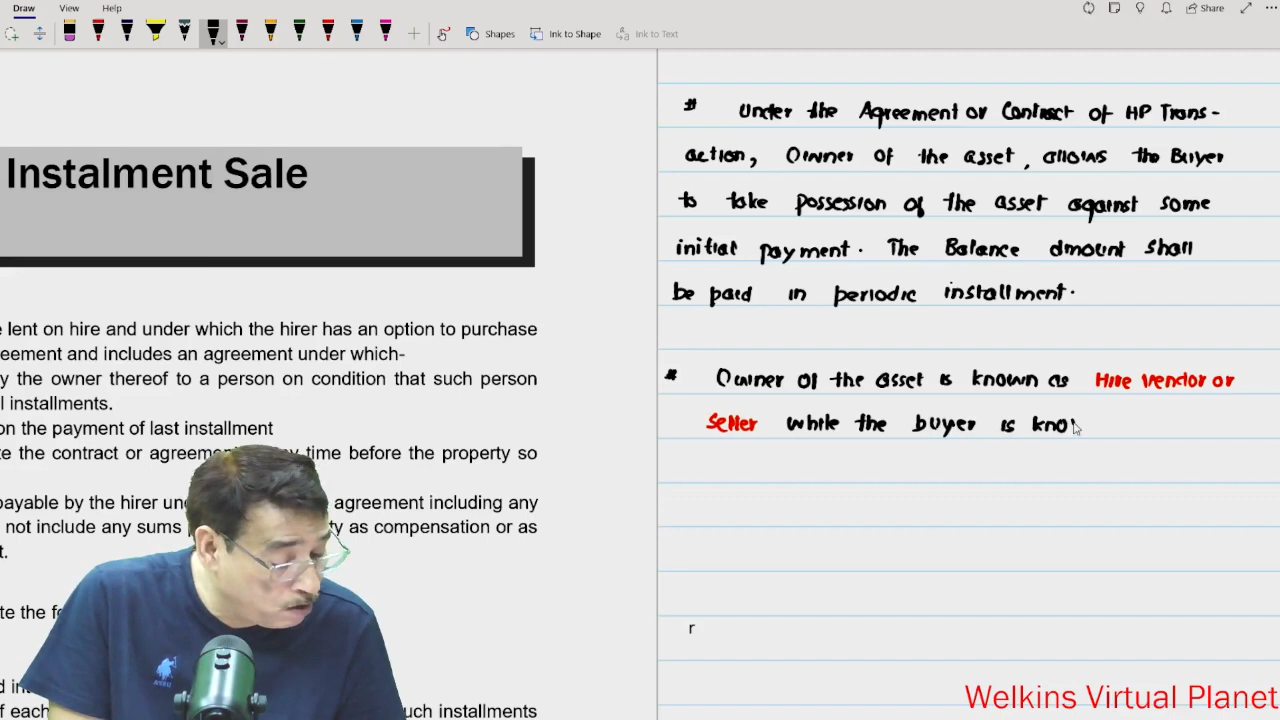 Draw View Help
Share
Shapes Ink to Shape Ink to Text
Instalment Sale
lent on hire and under which the hirer has an option to purchase
eement and includes an agreement under which-
y the owner thereof to a person on condition that such person
l installments.
on the payment of last installment
te the contract or time before the property so
payable by the hirer agreement including any
not include any sums as compensation or as
t.
te the
of each uch installments
# Under the Agreement or Contract of HP Trans-
action, Owner of the asset, allows the Buyer
to take possession of the asset against some
initial payment. The Balance amount shall
be paid in periodic installment.
* Owner of the asset is known as Hire vendor or
Seller while the buyer is kno
r
Welkins Virtual Planet